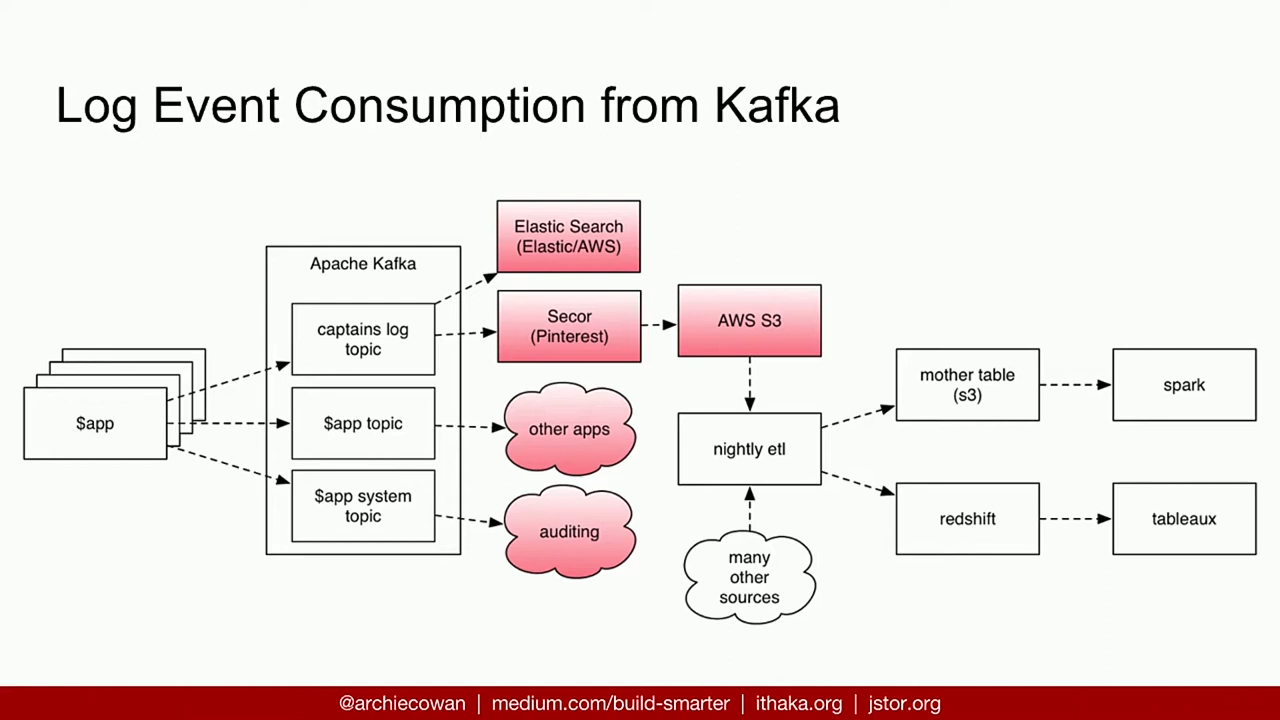 Log Event Consumption from Kafka
Elastic Search
(Elastic/AWS)
Apache Kafka
captains log
topic
Secor
(Pinterest)
AWS S3
$app
$app topic
other apps
$app system
topic
auditing
nightly etl
many
other
sources
mother table
(s3)
spark
redshift
tableaux
@archiecowan | medium.com/build-smarter | ithaka.org | jstor.org